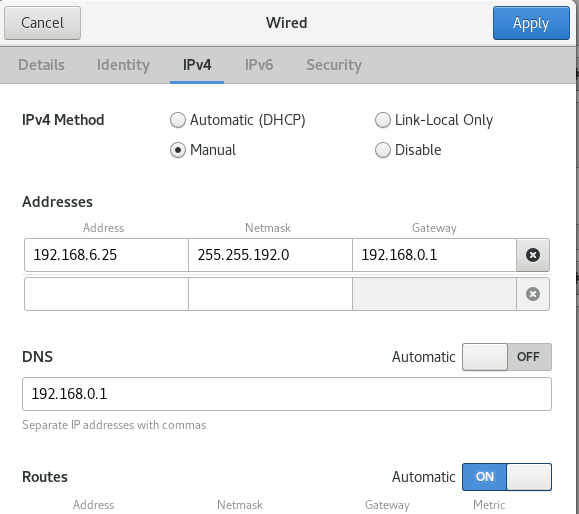 Cancel Wired Apply
Details Identity IPv4 IPv6 Security
IPv4 Method Automatic (DHCP) Link-Local Only
Manual Disable
Addresses
Address Netmask Gateway
192.168.6.25 255.255.192.0 192.168.0.1
DNS Automatic OFF
192.168.0.1
Separate IP addresses with commas
Routes Automatic ON
Address Netmask Gateway Metric